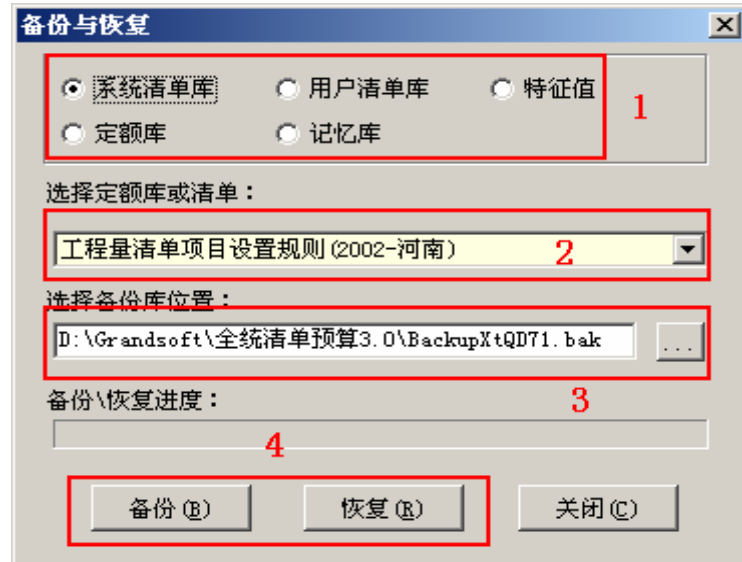 备份与恢复
系统清单库 用户清单库 特征值 1
定额库 记忆库
选择定额库或清单：
工程量清单项目设置规则(2002-河南) 2
选择备份库位置：
D:\Grandsoft\全统清单预算3.0\BackupXtQD71.bak ...
备份\恢复进度： 3
4
备份(B) 恢复(R) 关闭(C)